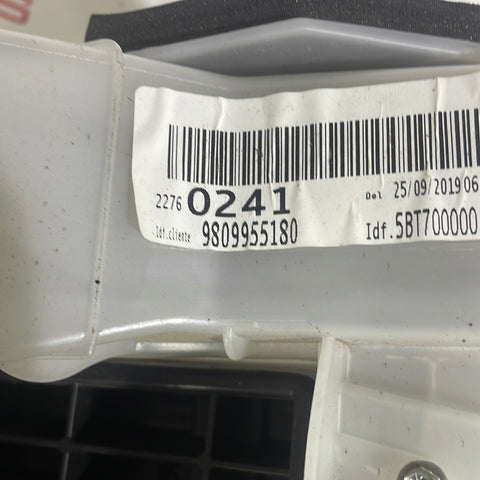 2276 0241 Del 25/09/2019 06
Idf.cliente 9809955180 Idf.5BT700000